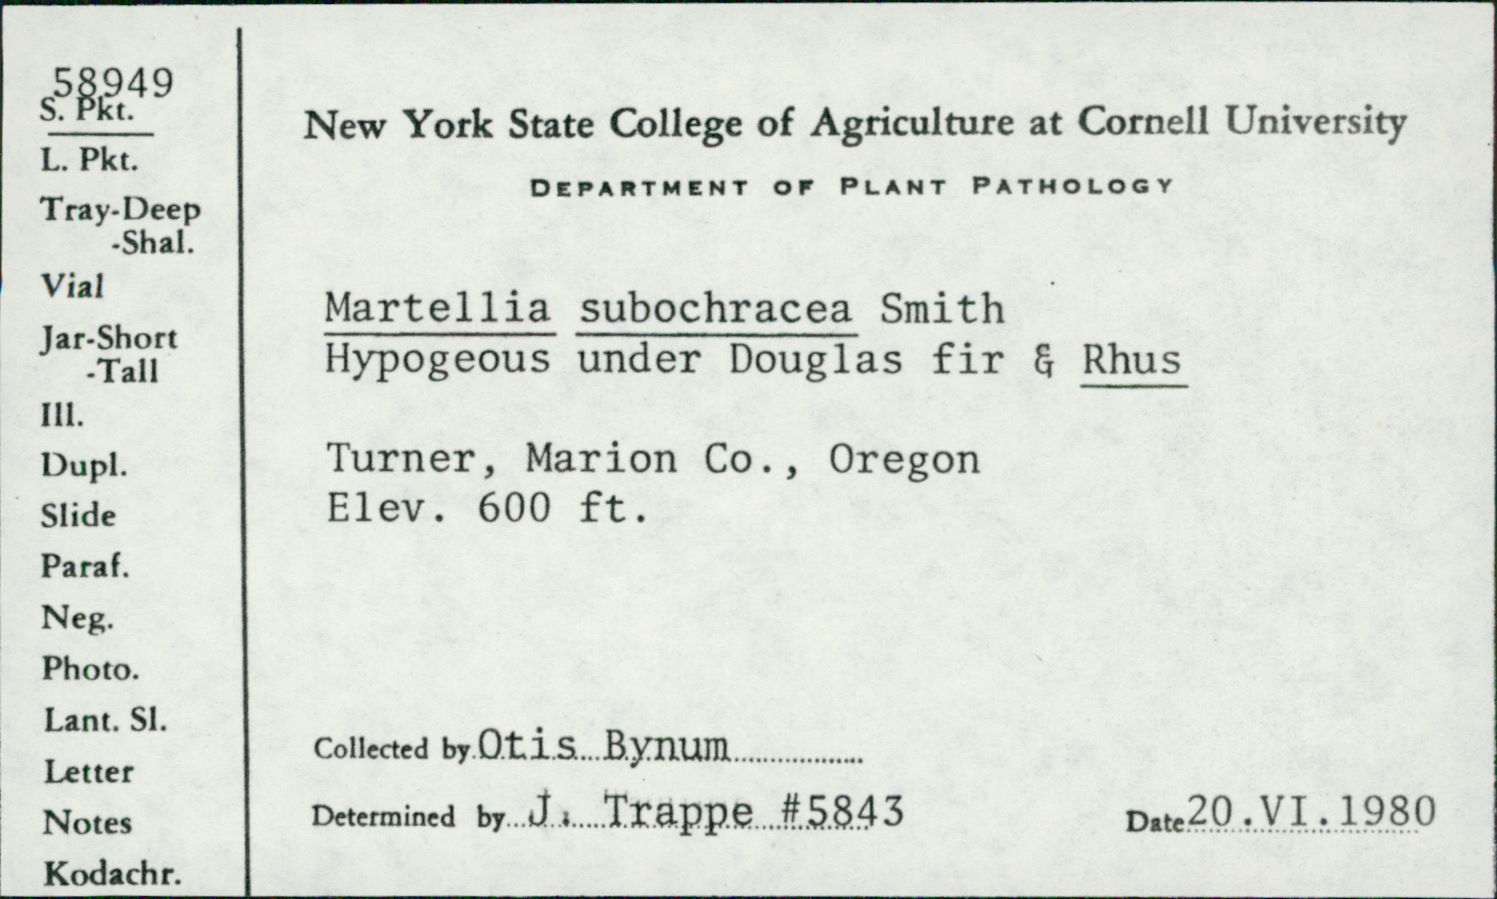 58949
S. Pkt.
L. Pkt.
Tray-Deep
-Shal.
Vial
Jar-Short
-Tall
Ill.
Dupl.
Slide
Paraf.
Neg.
Photo.
Lant. Sl.
Letter
Notes
Kodachr.
New York State College of Agriculture at Cornell University
DEPARTMENT OF PLANT PATHOLOGY
Martellia subochracea Smith
Hypogeous under Douglas fir & Rhus
Turner, Marion Co., Oregon
Elev. 600 ft.
Collected by Otis Bynum
Determined by J. Trappe #5843
Date 20.VI.1980